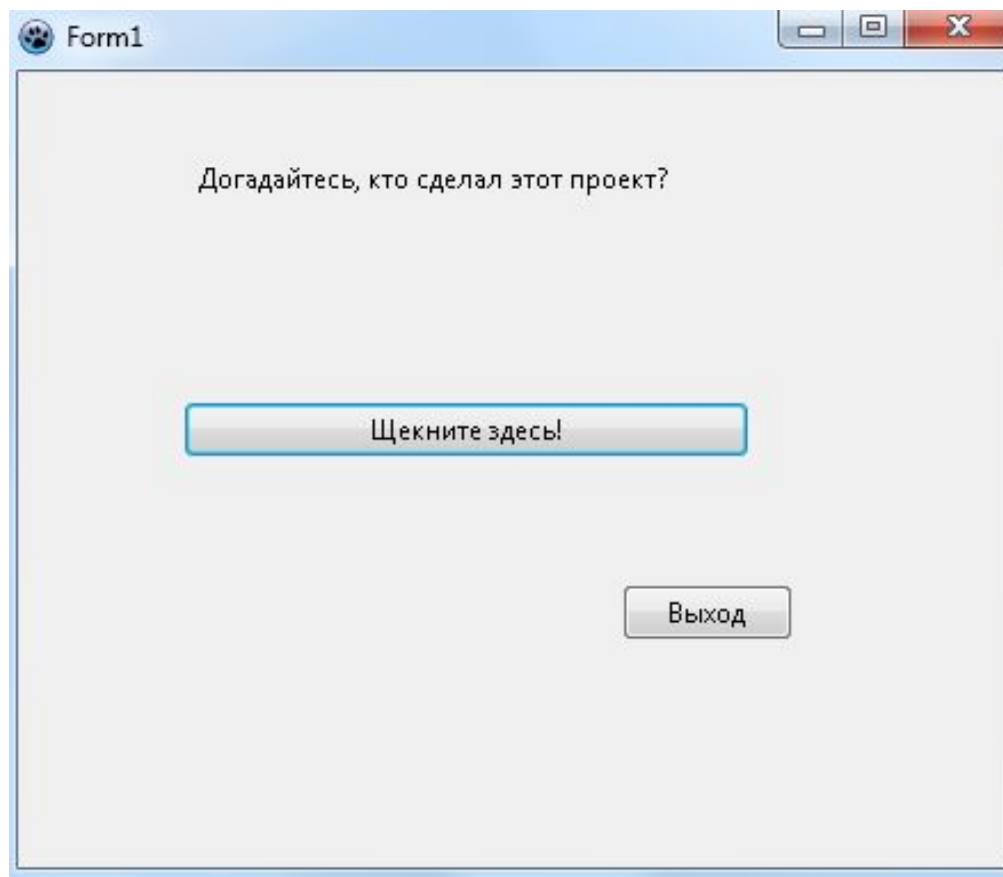 Form1
Догадайтесь, кто сделал этот проект?
Щекните здесь!
Выход